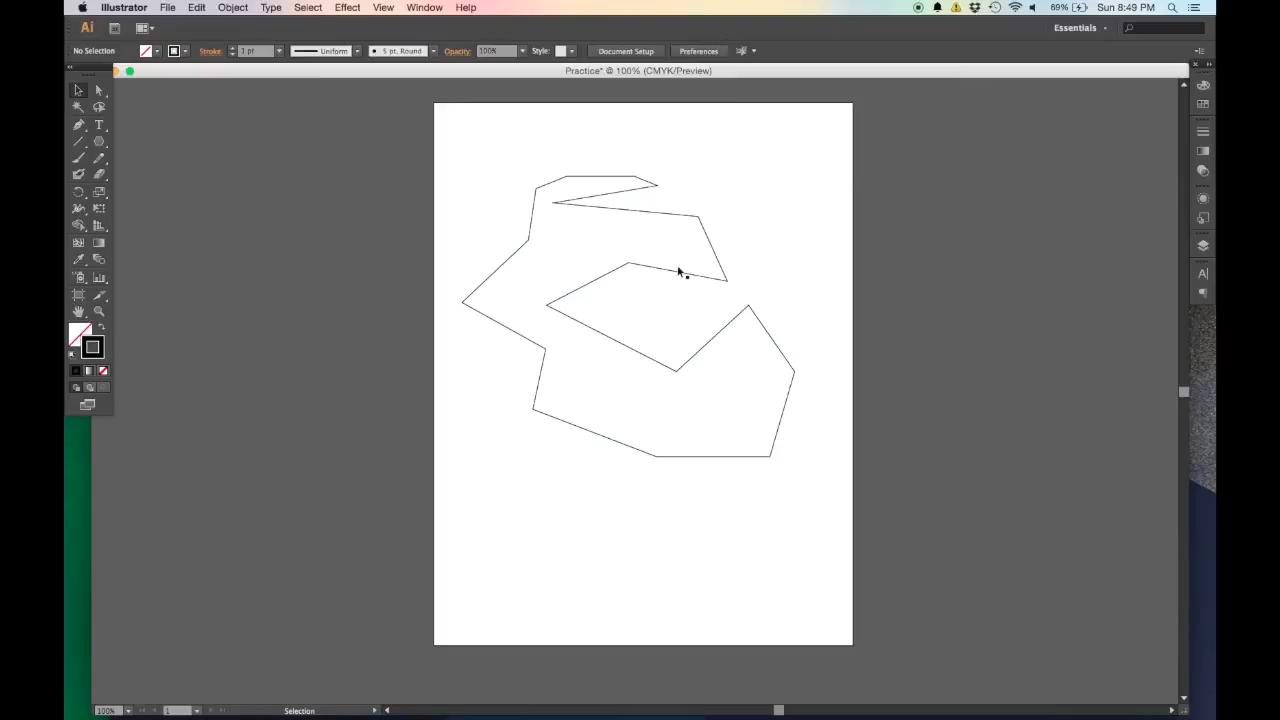 Illustrator File Edit Object Type Select Effect View Window Help 69% Sun 8:49 PM
Ai Essentials
No Selection Stroke: 1 pt Uniform 5 pt. Round Opacity: 100% Style: Document Setup Preferences
Practice* @ 100% (CMYK/Preview)
T
A
100% 1 Selection